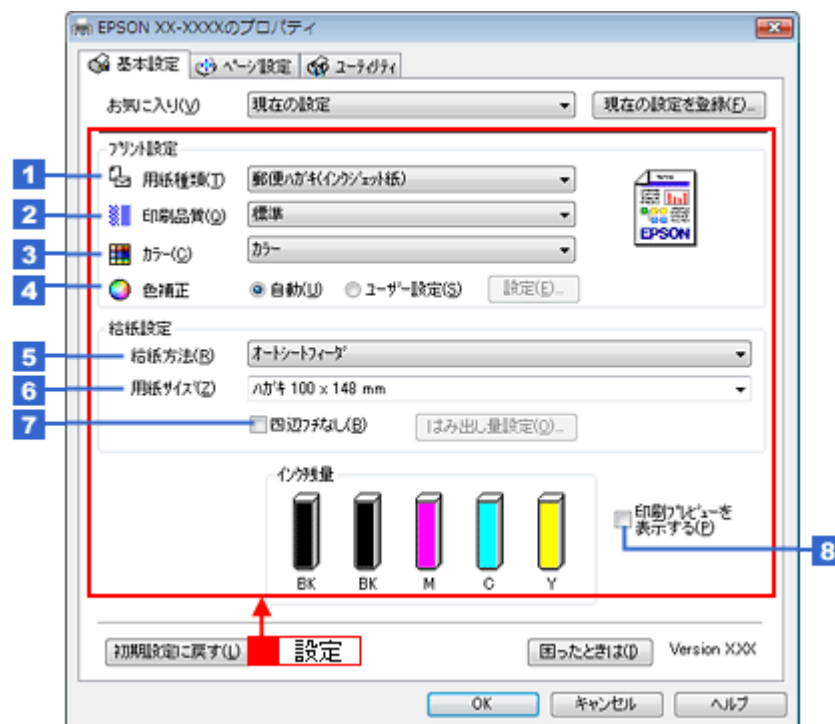 EPSON XX-XXXXのプロパティ
基本設定 ページ設定 ユーティリティ
お気に入り(V) 現在の設定 現在の設定を登録(F)...
プリント設定
1 用紙種類(T) 郵便ハガキ(インクジェット紙)
2 印刷品質(Q) 標準
EPSON
3 カラー(C) カラー
4 色補正 自動(U) ユーザー設定(S) 設定(E)...
給紙設定
5 給紙方法(R) オートシートフィーダ
6 用紙サイズ(Z) ハガキ 100 x 148 mm
7 四辺フチなし(B) はみ出し量設定(O)...
インク残量
BK BK M C Y
印刷プレビューを
表示する(P)
8
初期設定に戻す(L) 設定 困ったときは(I) Version X.XX
OK キャンセル ヘルプ